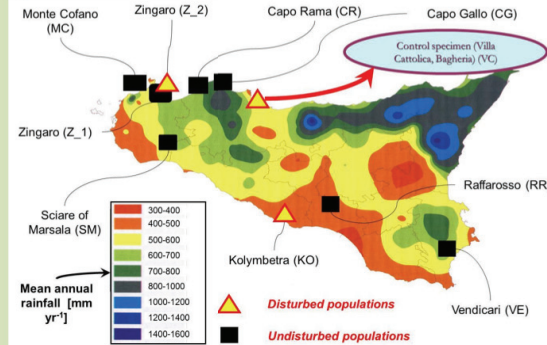 Monte Cofano
(MC)
Zingaro (Z_2)
Capo Rama (CR)
Capo Gallo (CG)
Control specimen (Villa
Cattolica, Bagheria) (VC)
Zingaro (Z_1)
Sciare of
Marsala (SM)
Raffarosso (RR)
Kolymbetra (KO)
Vendicari (VE)
Mean annual
rainfall [mm
yr-1]
300-400
400-500
500-600
600-700
700-800
800-1000
1000-1200
1200-1400
1400-1600
Disturbed populations
Undisturbed populations